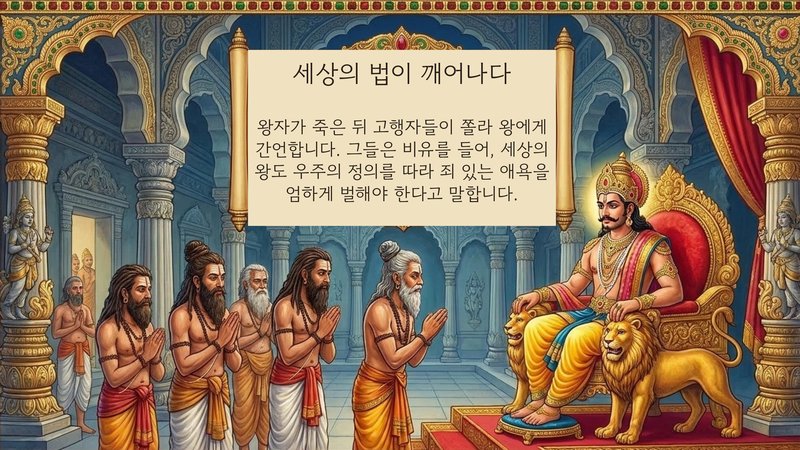 세상의 법이 깨어나다
왕자가 죽은 뒤 고행자들이 쫄라 왕에게
간언합니다. 그들은 비유를 들어, 세상의
왕도 우주의 정의를 따라 죄 있는 애욕을
엄하게 벌해야 한다고 말합니다.